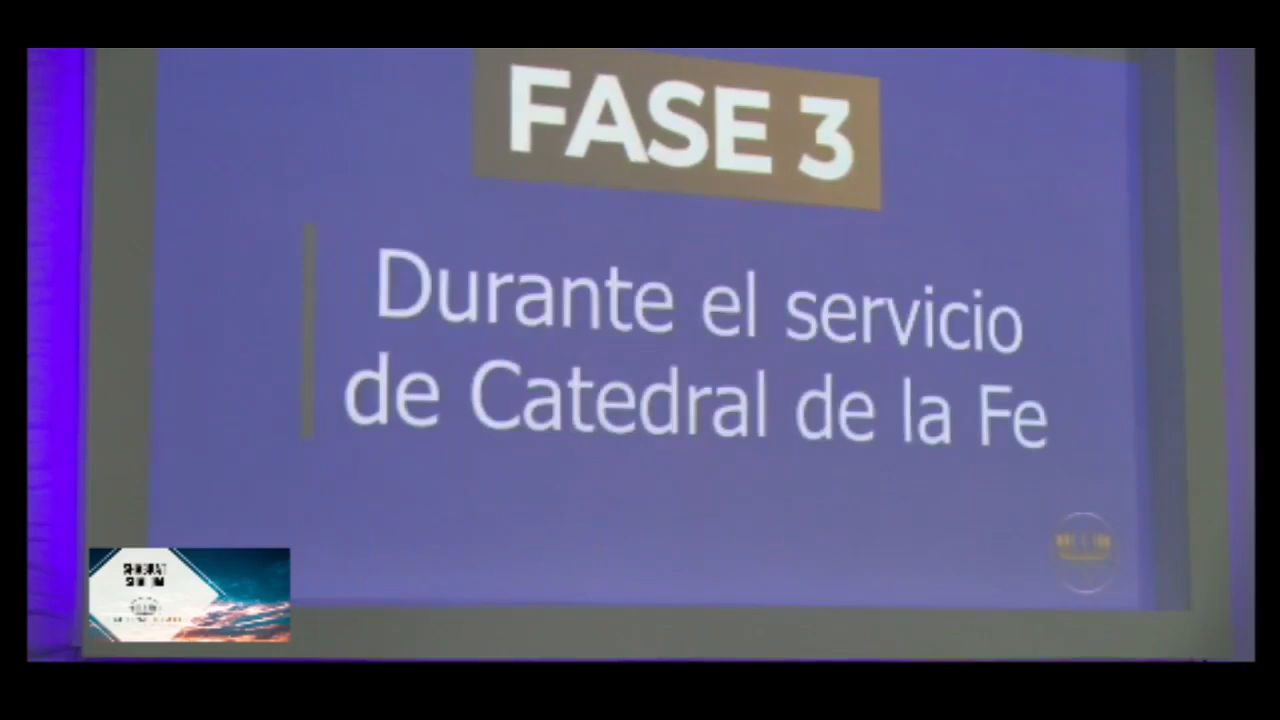 FASE 3
Durante el servicio
de Catedral de la Fe